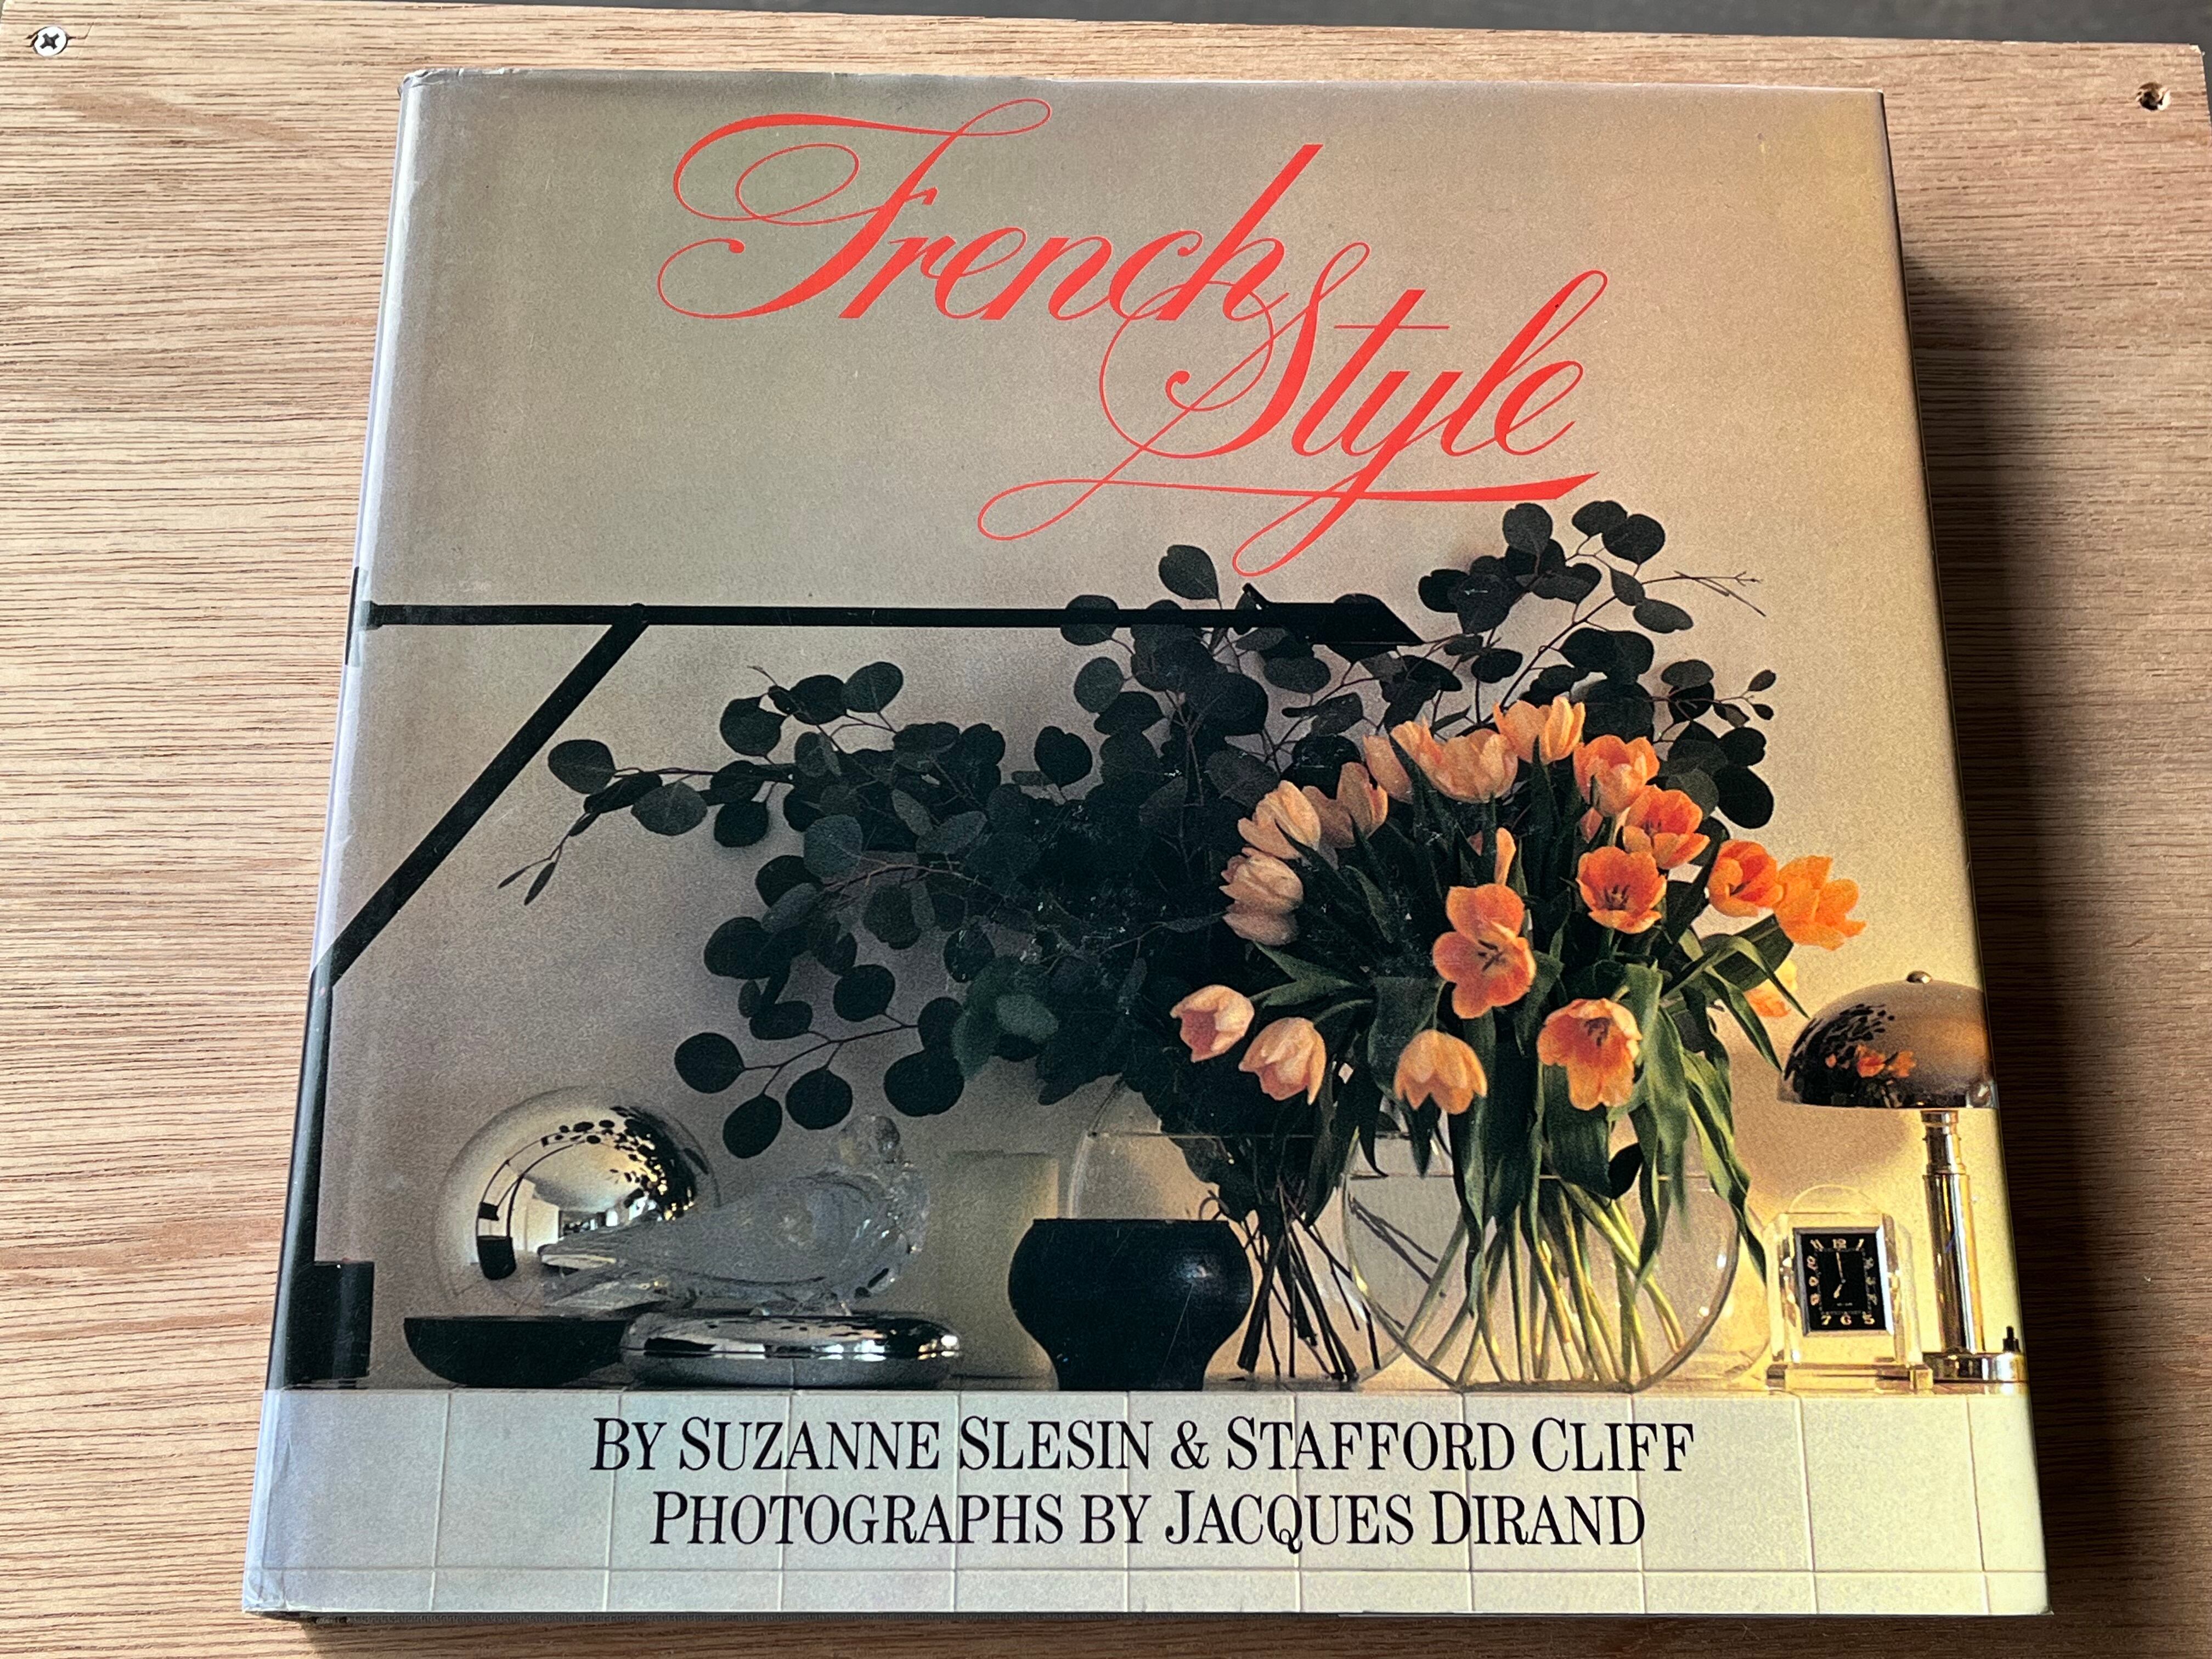 French
Style
BY SUZANNE SLESIN & STAFFORD CLIFF
PHOTOGRAPHS BY JACQUES DIRAND